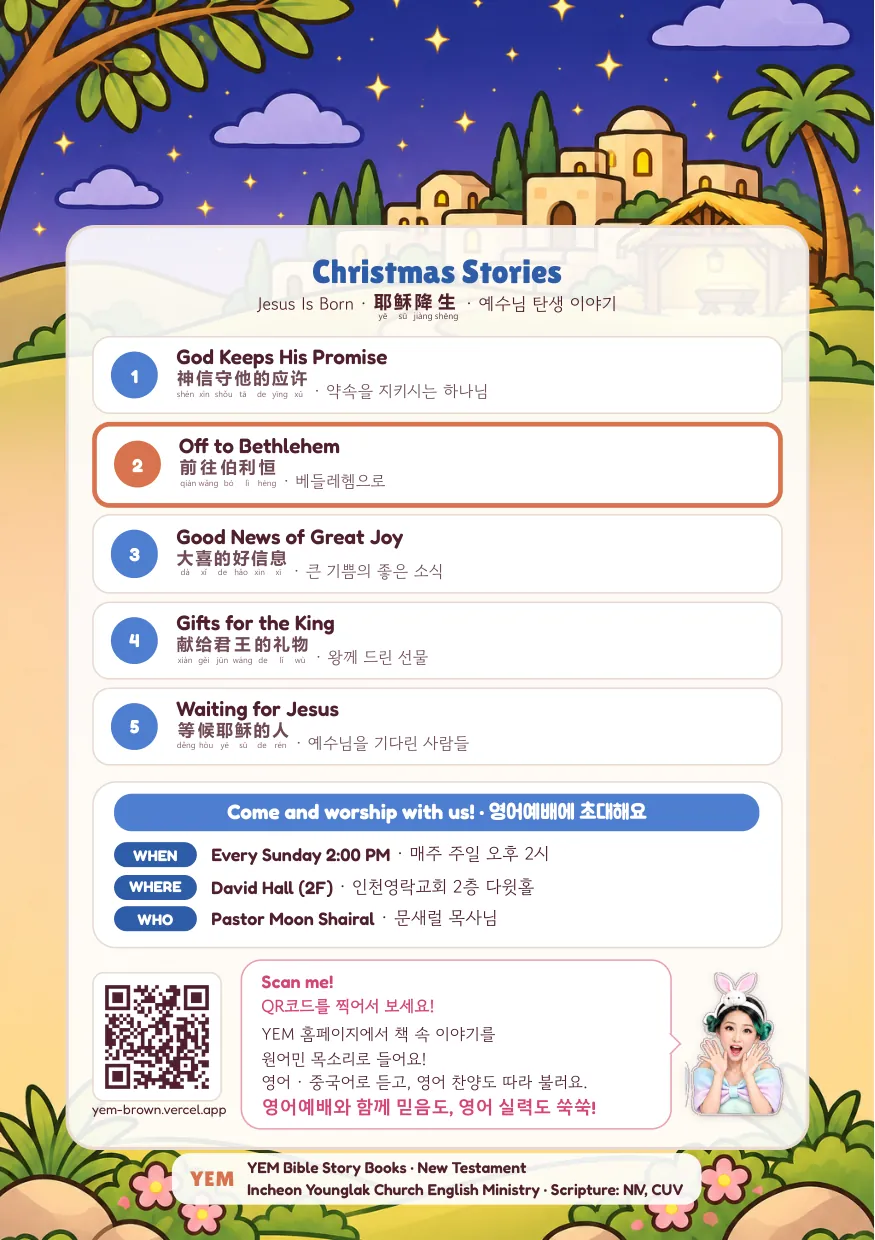 Christmas Stories
Jesus Is Born · 耶稣降生 · 예수님 탄생 이야기
yē sū jiàng shēng
1
God Keeps His Promise
神信守他的应许 · 약속을 지키시는 하나님
shén xìn shǒu tā de yīng xǔ
2
Off to Bethlehem
前往伯利恒 · 베들레헴으로
qián wǎng bó lì héng
3
Good News of Great Joy
大喜的好信息 · 큰 기쁨의 좋은 소식
dà xǐ de hǎo xìn xī
4
Gifts for the King
献给君王的礼物 · 왕께 드린 선물
xiàn gěi jūn wáng de lǐ wù
5
Waiting for Jesus
等候耶稣的人 · 예수님을 기다린 사람들
děng hòu yē sū de rén
Come and worship with us! · 영어예배에 초대해요
WHEN Every Sunday 2:00 PM · 매주 주일 오후 2시
WHERE David Hall (2F) · 인천영락교회 2층 다윗홀
WHO Pastor Moon Shairal · 문새럴 목사님
yem-brown.vercel.app
Scan me!
QR코드를 찍어서 보세요!
YEM 홈페이지에서 책 속 이야기를
원어민 목소리로 들어요!
영어 · 중국어로 듣고, 영어 찬양도 따라 불러요.
영어예배와 함께 믿음도, 영어 실력도 쑥쑥!
YEM
YEM Bible Story Books · New Testament
Incheon Younglak Church English Ministry · Scripture: NIV, CUV